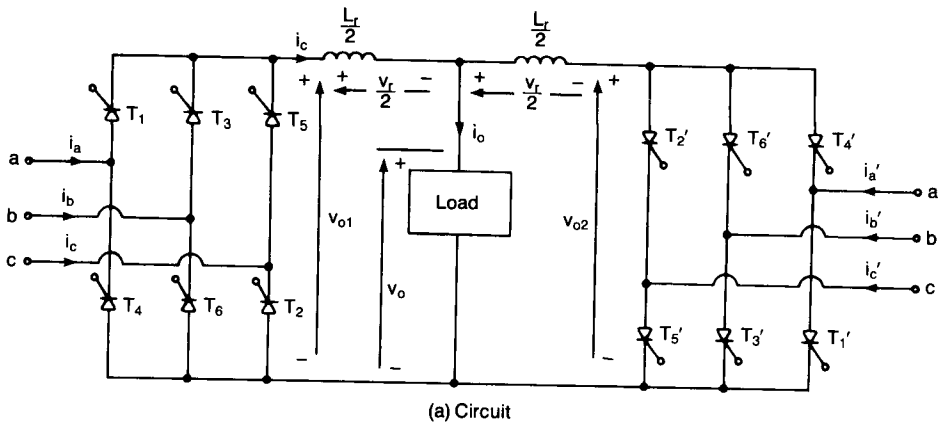 i_c
L_r/2
L_r/2
+ + v_r/2 − + v_r/2 − +
T_1
T_3
T_5
i_o
T_2′
T_6′
T_4′
a
i_a
i_a′
a
+
Load
v_o1
v_o2
b
i_b
i_b′
b
c
i_c
i_c′
c
v_o
T_4
T_6
T_2
T_5′
T_3′
T_1′
− − −
(a) Circuit